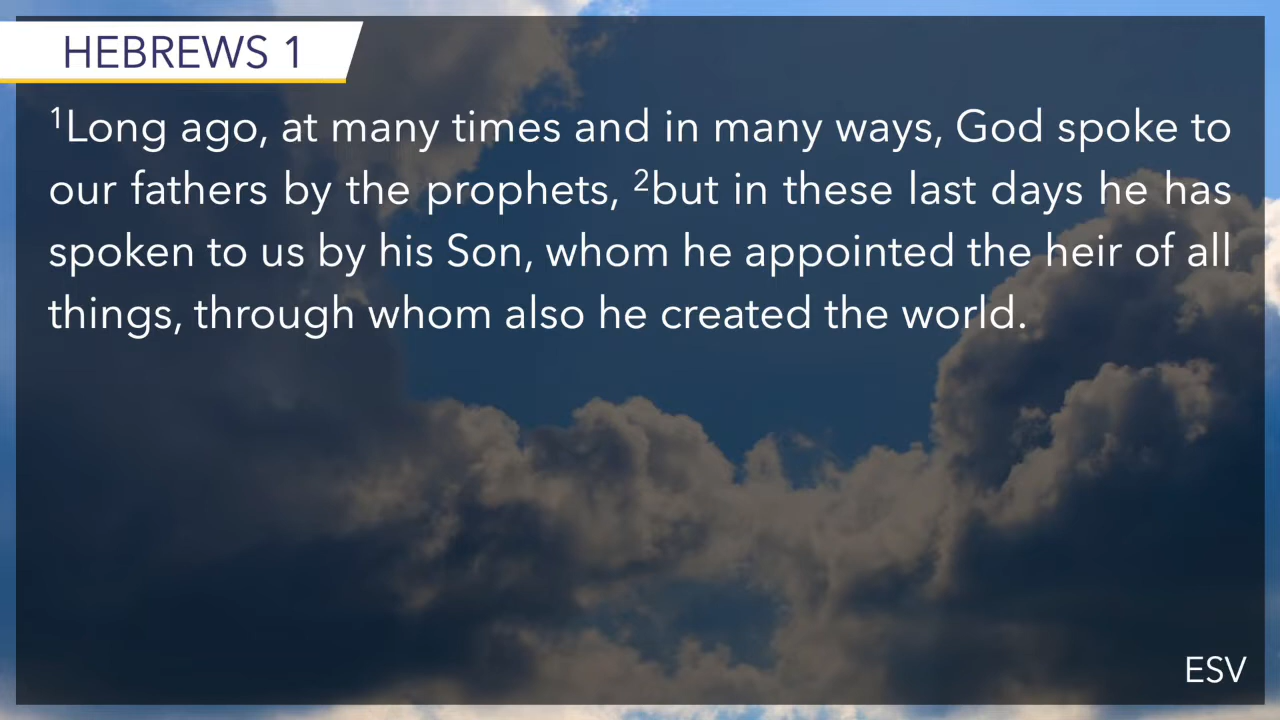 HEBREWS 1
¹Long ago, at many times and in many ways, God spoke to
our fathers by the prophets, ²but in these last days he has
spoken to us by his Son, whom he appointed the heir of all
things, through whom also he created the world.
ESV